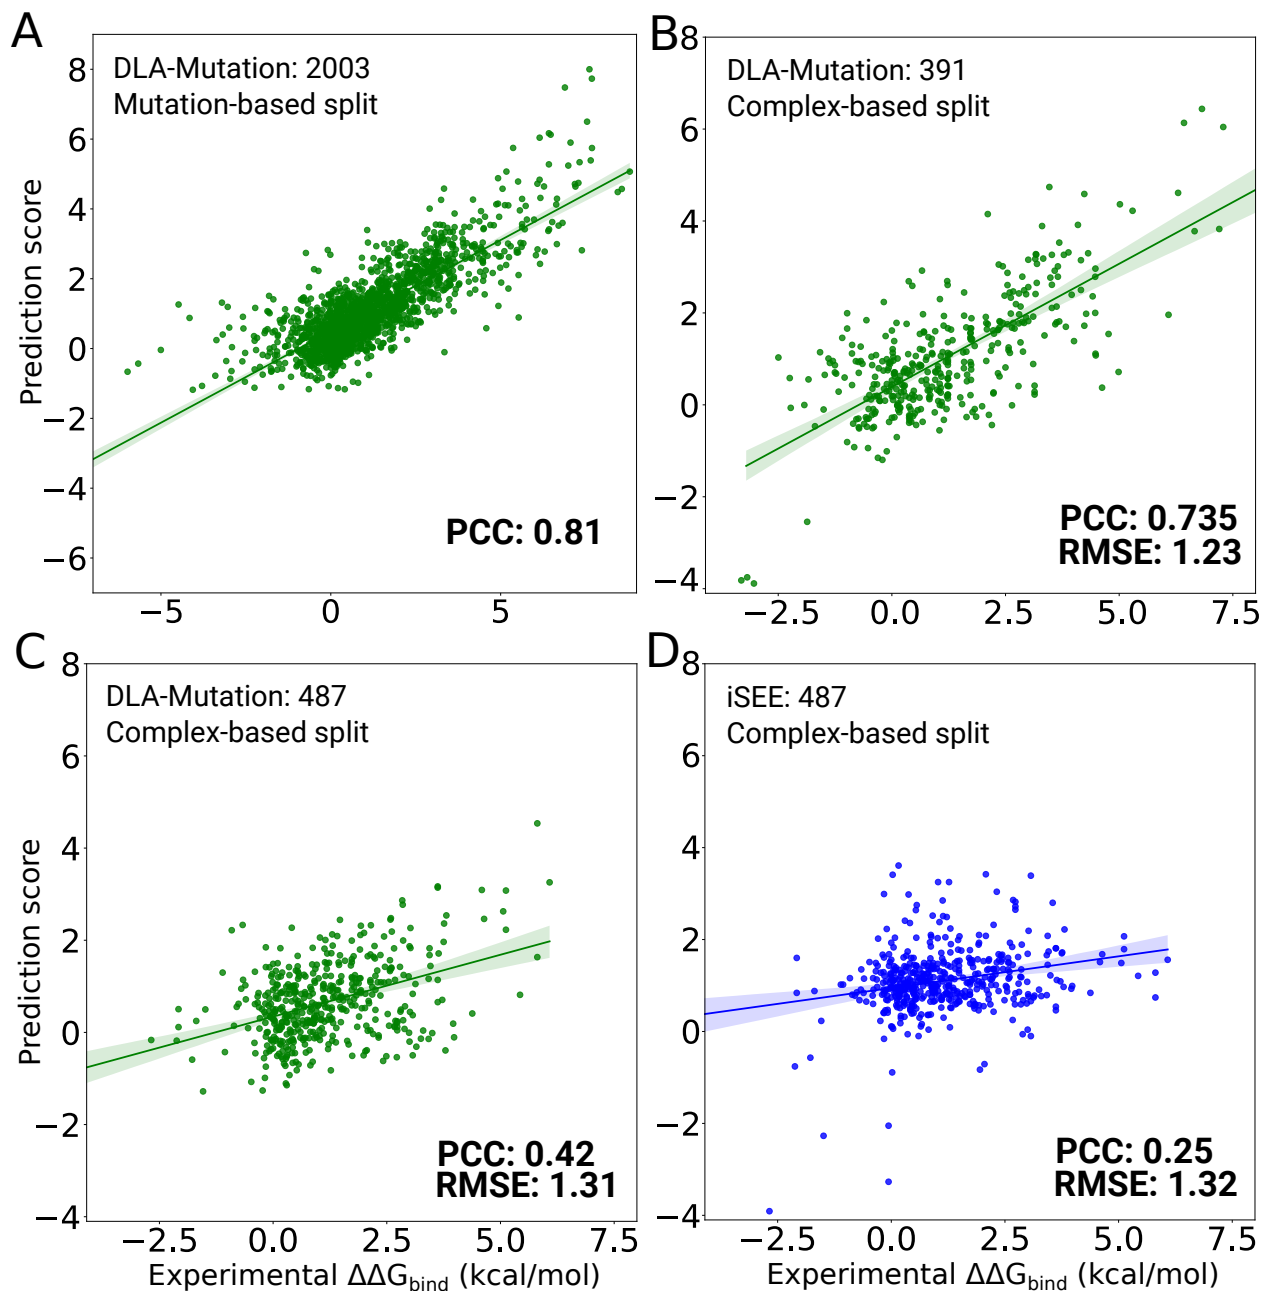 A
DLA-Mutation: 2003
Mutation-based split
Prediction score
8
6
4
2
0
−2
−4
−6
−5
0
5
PCC: 0.81
B
DLA-Mutation: 391
Complex-based split
8
6
4
2
0
−2
−4
−2.5
0.0
2.5
5.0
7.5
PCC: 0.735
RMSE: 1.23
C
DLA-Mutation: 487
Complex-based split
Prediction score
8
6
4
2
0
−2
−4
−2.5
0.0
2.5
5.0
7.5
PCC: 0.42
RMSE: 1.31
Experimental ΔΔG_bind (kcal/mol)
D
iSEE: 487
Complex-based split
8
6
4
2
0
−2
−4
−2.5
0.0
2.5
5.0
7.5
PCC: 0.25
RMSE: 1.32
Experimental ΔΔG_bind (kcal/mol)